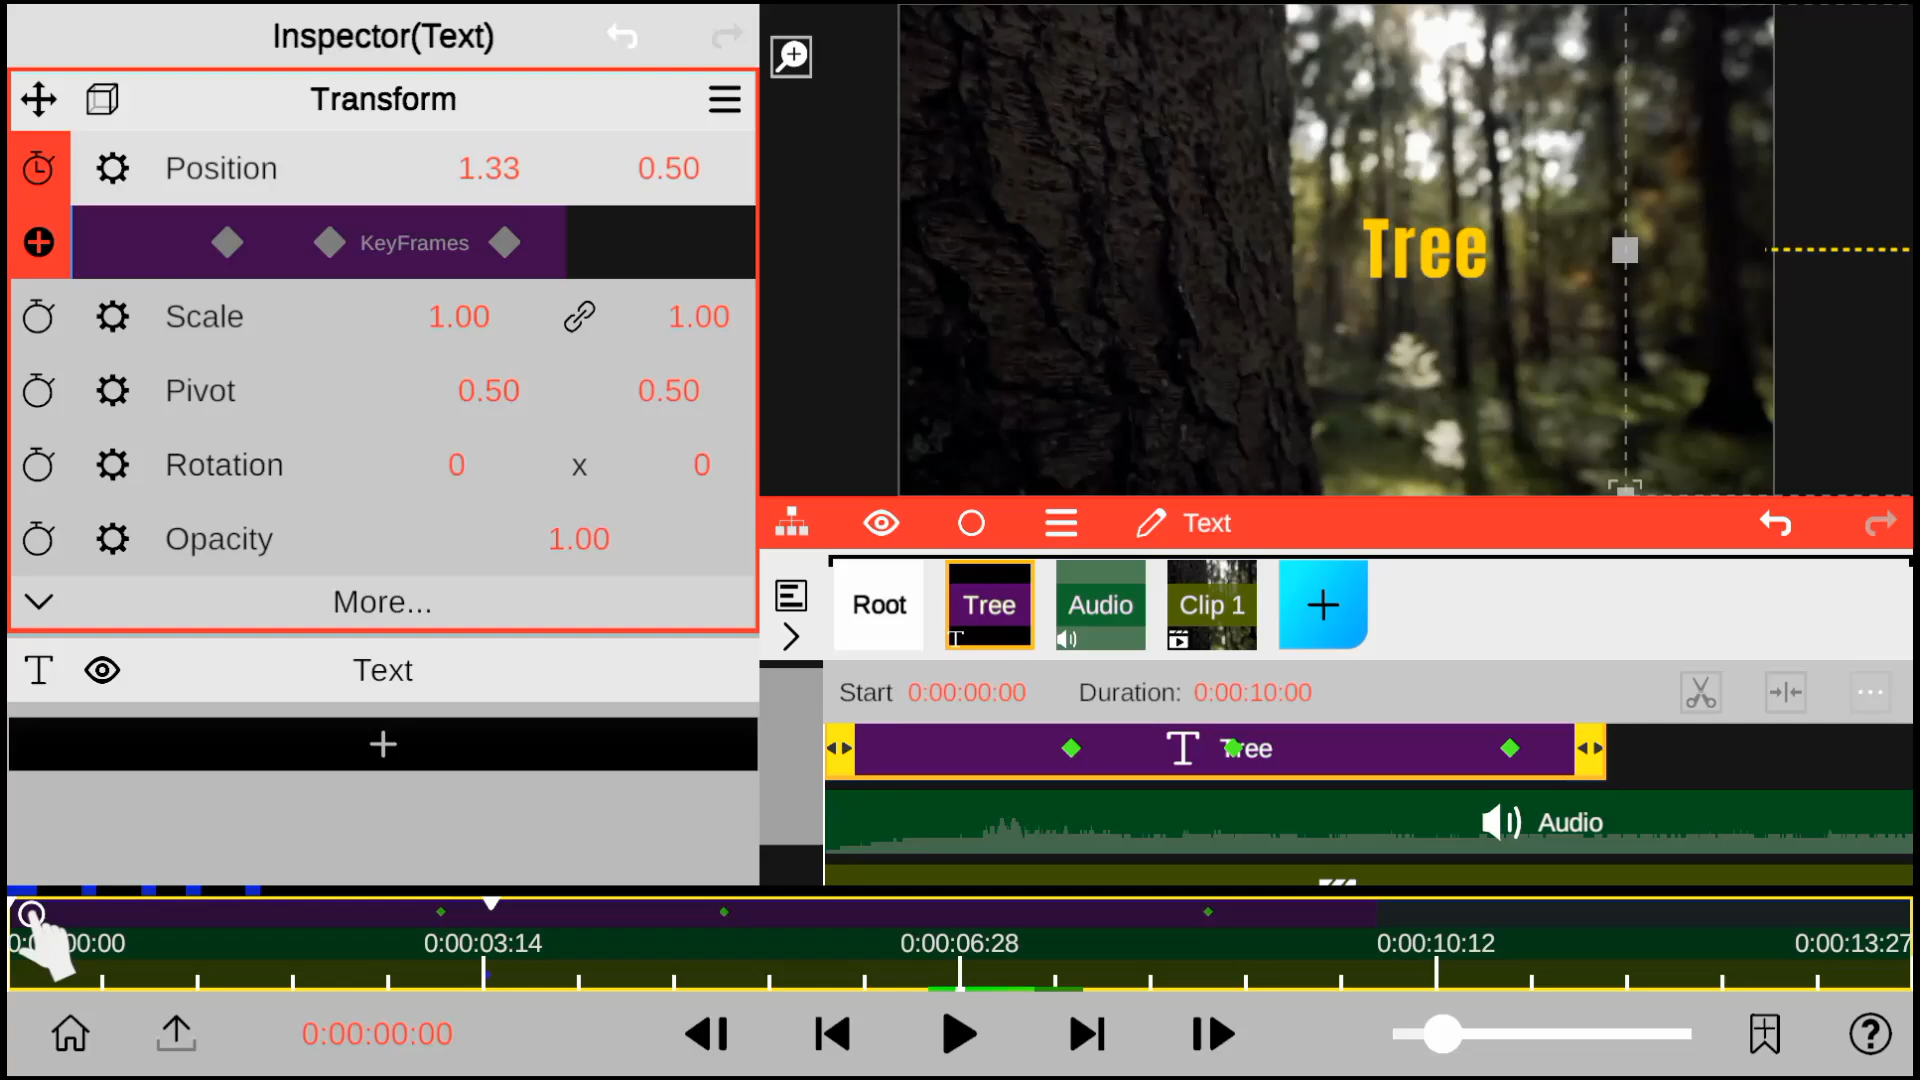 Inspector(Text)
Transform
Position 1.33 0.50
KeyFrames
Scale 1.00 1.00
Pivot 0.50 0.50
Rotation 0 x 0
Opacity 1.00
More...
Text
Tree
Text
Root Tree Audio Clip 1
T
Start 0:00:00:00 Duration: 0:00:10:00
T Tree
Audio
00:00 0:00:03:14 0:00:06:28 0:00:10:12 0:00:13:27
0:00:00:00